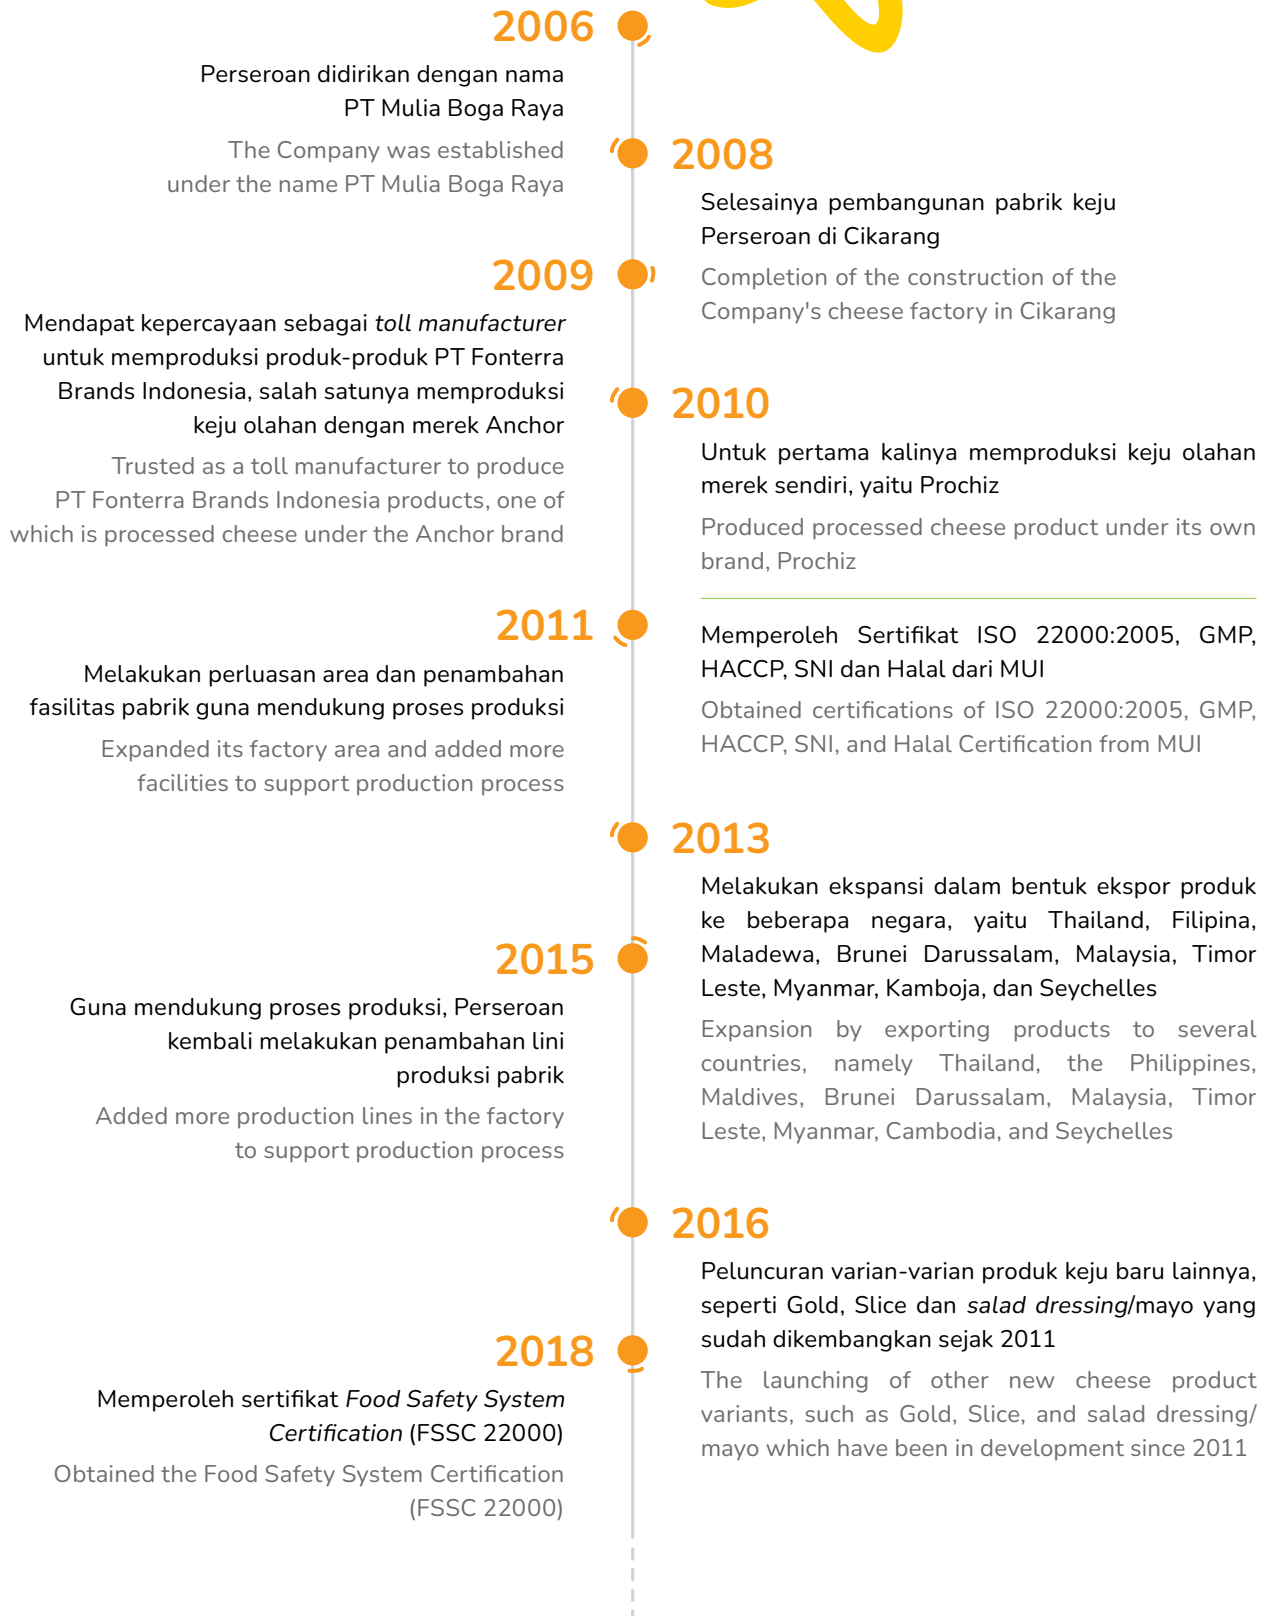 2006
Perseroan didirikan dengan nama
PT Mulia Boga Raya
The Company was established
under the name PT Mulia Boga Raya
2008
Selesainya pembangunan pabrik keju
Perseroan di Cikarang
Completion of the construction of the
Company's cheese factory in Cikarang
2009
Mendapat kepercayaan sebagai toll manufacturer
untuk memproduksi produk-produk PT Fonterra
Brands Indonesia, salah satunya memproduksi
keju olahan dengan merek Anchor
Trusted as a toll manufacturer to produce
PT Fonterra Brands Indonesia products, one of
which is processed cheese under the Anchor brand
2010
Untuk pertama kalinya memproduksi keju olahan
merek sendiri, yaitu Prochiz
Produced processed cheese product under its own
brand, Prochiz
Memperoleh Sertifikat ISO 22000:2005, GMP,
HACCP, SNI dan Halal dari MUI
Obtained certifications of ISO 22000:2005, GMP,
HACCP, SNI, and Halal Certification from MUI
2011
Melakukan perluasan area dan penambahan
fasilitas pabrik guna mendukung proses produksi
Expanded its factory area and added more
facilities to support production process
2013
Melakukan ekspansi dalam bentuk ekspor produk
ke beberapa negara, yaitu Thailand, Filipina,
Maladewa, Brunei Darussalam, Malaysia, Timor
Leste, Myanmar, Kamboja, dan Seychelles
Expansion by exporting products to several
countries, namely Thailand, the Philippines,
Maldives, Brunei Darussalam, Malaysia, Timor
Leste, Myanmar, Cambodia, and Seychelles
2015
Guna mendukung proses produksi, Perseroan
kembali melakukan penambahan lini
produksi pabrik
Added more production lines in the factory
to support production process
2016
Peluncuran varian-varian produk keju baru lainnya,
seperti Gold, Slice dan salad dressing/mayo yang
sudah dikembangkan sejak 2011
The launching of other new cheese product
variants, such as Gold, Slice, and salad dressing/
mayo which have been in development since 2011
2018
Memperoleh sertifikat Food Safety System
Certification (FSSC 22000)
Obtained the Food Safety System Certification
(FSSC 22000)